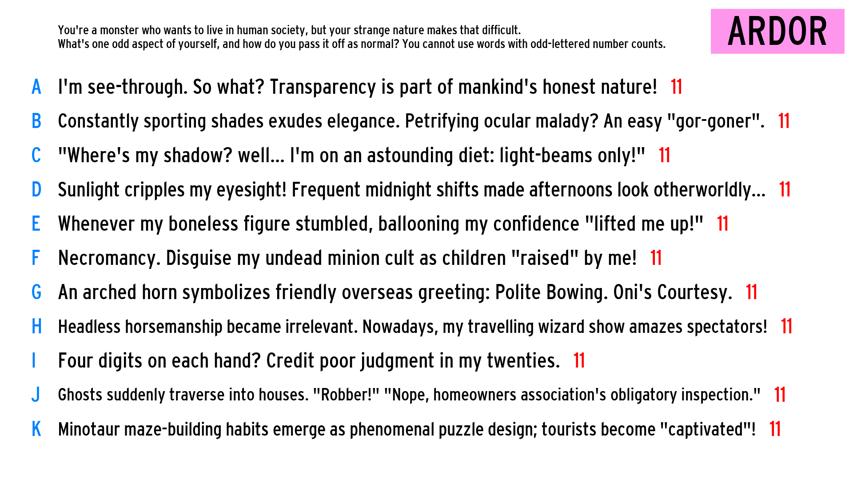 You're a monster who wants to live in human society, but your strange nature makes that difficult.
What's one odd aspect of yourself, and how do you pass it off as normal? You cannot use words with odd-lettered number counts.
ARDOR
A I'm see-through. So what? Transparency is part of mankind's honest nature! 11
B Constantly sporting shades exudes elegance. Petrifying ocular malady? An easy "gor-goner". 11
C "Where's my shadow? well... I'm on an astounding diet: light-beams only!" 11
D Sunlight cripples my eyesight! Frequent midnight shifts made afternoons look otherworldly... 11
E Whenever my boneless figure stumbled, ballooning my confidence "lifted me up!" 11
F Necromancy. Disguise my undead minion cult as children "raised" by me! 11
G An arched horn symbolizes friendly overseas greeting: Polite Bowing. Oni's Courtesy. 11
H Headless horsemanship became irrelevant. Nowadays, my travelling wizard show amazes spectators! 11
I Four digits on each hand? Credit poor judgment in my twenties. 11
J Ghosts suddenly traverse into houses. "Robber!" "Nope, homeowners association's obligatory inspection." 11
K Minotaur maze-building habits emerge as phenomenal puzzle design; tourists become "captivated"! 11